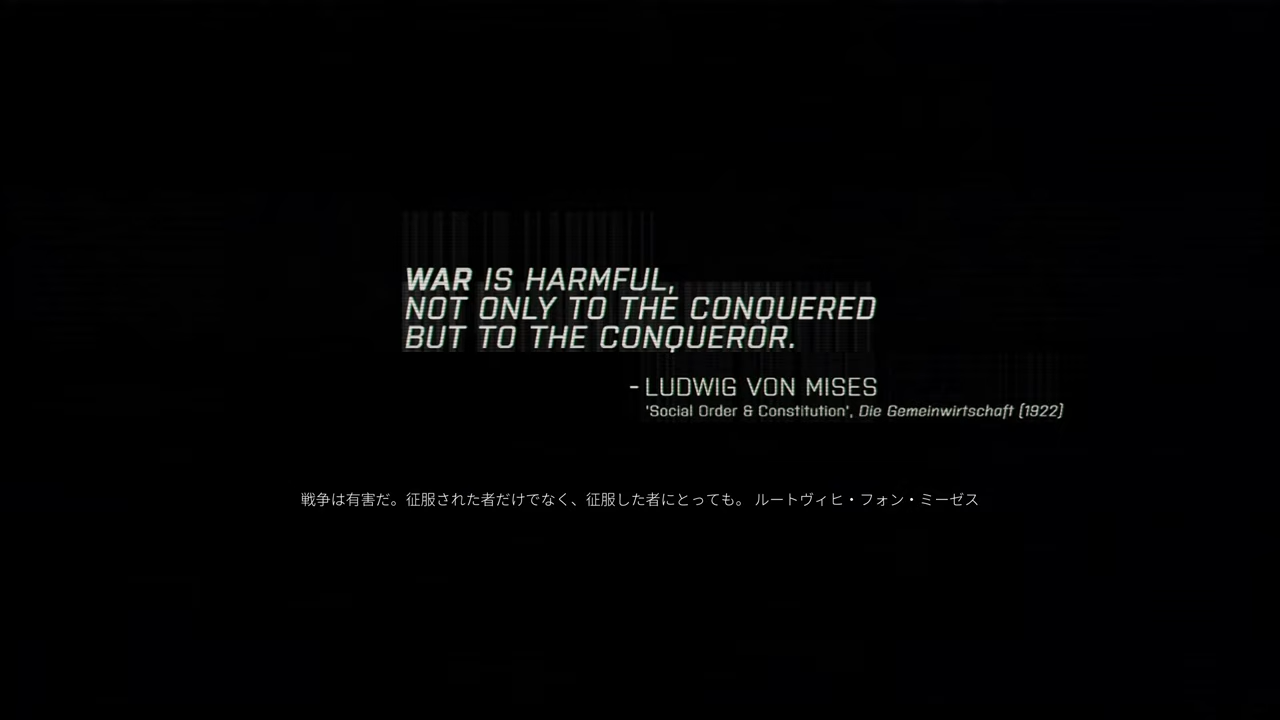 WAR IS HARMFUL,
NOT ONLY TO THE CONQUERED
BUT TO THE CONQUEROR.
- LUDWIG VON MISES
'Social Order & Constitution', Die Gemeinwirtschaft (1922)
戦争は有害だ。征服された者だけでなく、征服した者にとっても。 ルートヴィヒ・フォン・ミーゼス